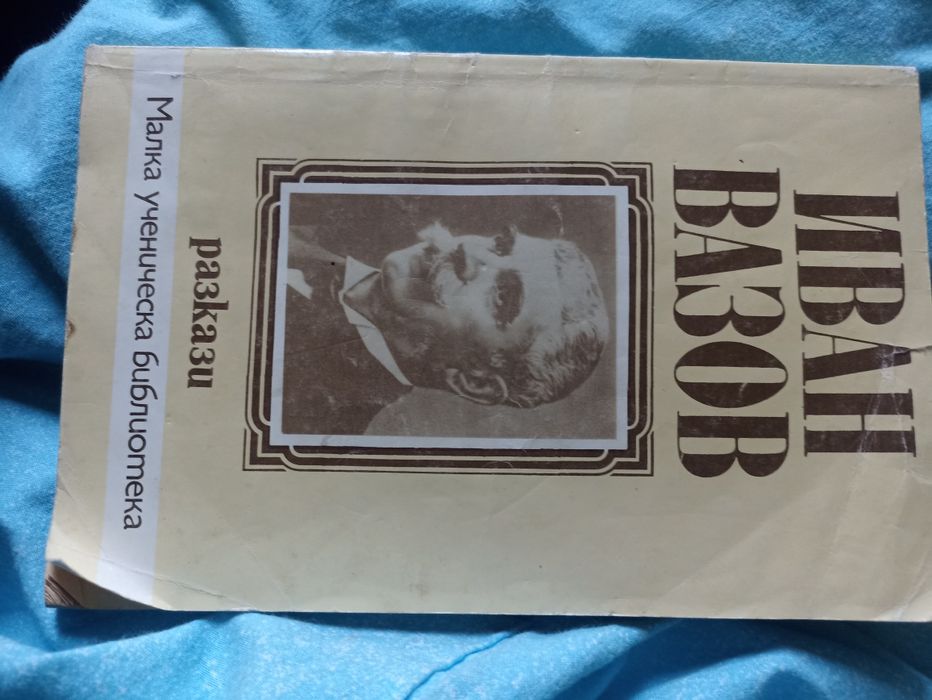 ИВАН
ВАЗОВ
разкази
Малка ученическа библиотека